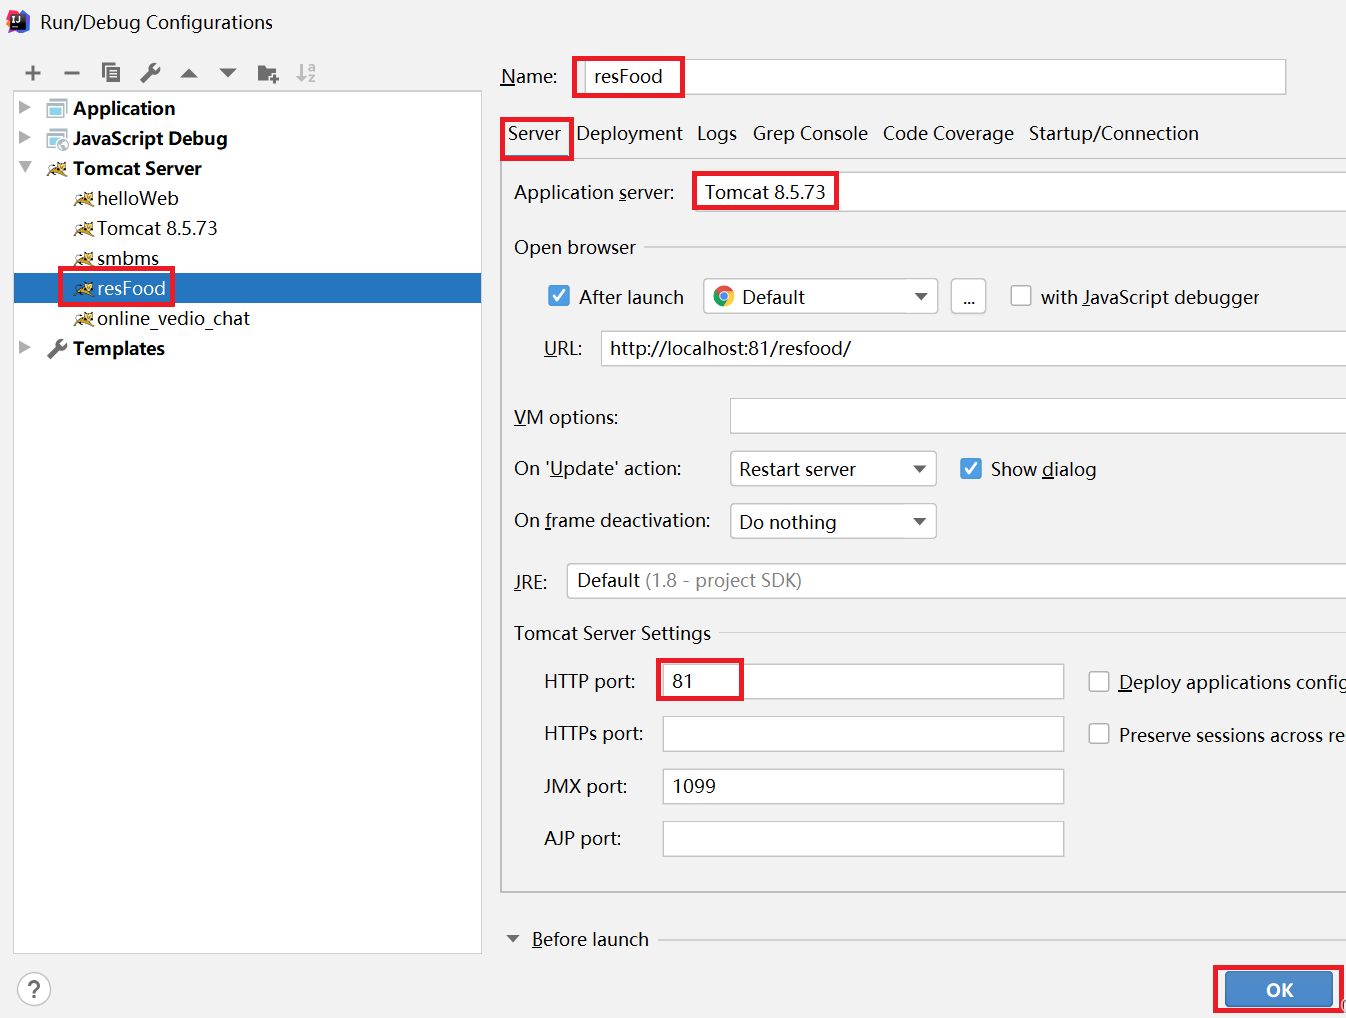 Run/Debug Configurations
Application
JavaScript Debug
Tomcat Server
helloWeb
Tomcat 8.5.73
smbms
resFood
online_vedio_chat
Templates
?
Name: resFood
Server Deployment Logs Grep Console Code Coverage Startup/Connection
Application server: Tomcat 8.5.73
Open browser
After launch Default ... with JavaScript debugger
URL: http://localhost:81/resfood/
VM options:
On 'Update' action: Restart server Show dialog
On frame deactivation: Do nothing
JRE: Default (1.8 - project SDK)
Tomcat Server Settings
HTTP port: 81 Deploy applications config
HTTPs port: Preserve sessions across re
JMX port: 1099
AJP port:
Before launch
OK